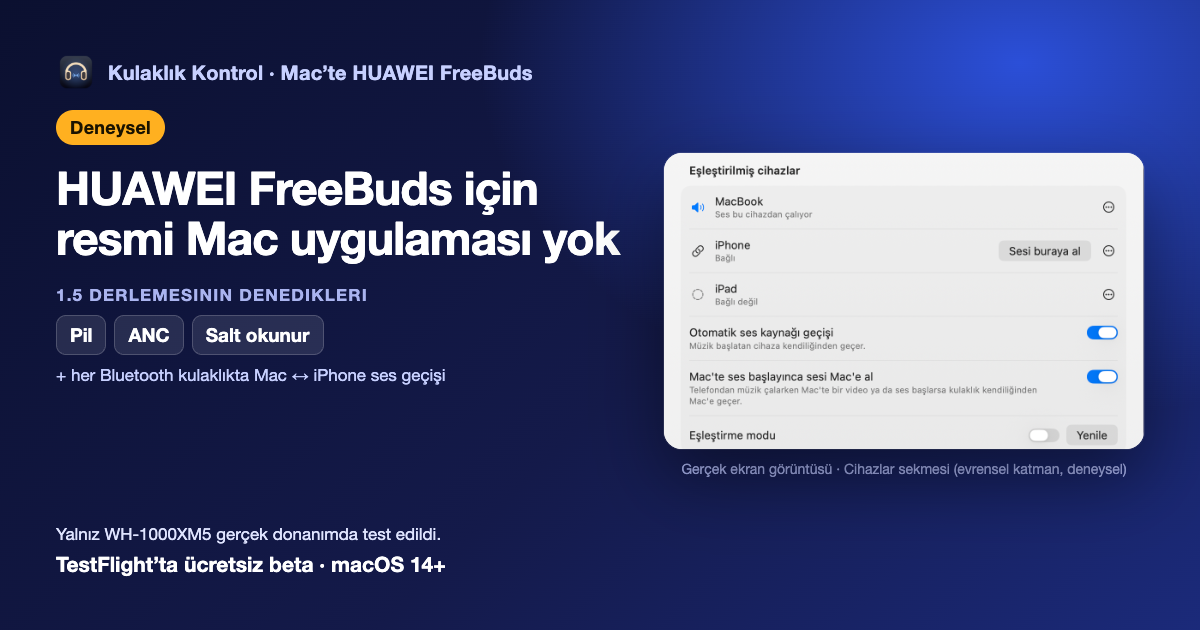 Kulaklık Kontrol · Mac’te HUAWEI FreeBuds
Deneysel
HUAWEI FreeBuds için
resmi Mac uygulaması yok
1.5 DERLEMESININ DENEDIKLERI
Pil
ANC
Salt okunur
+ her Bluetooth kulaklıkta Mac ↔ iPhone ses geçişi
Yalnız WH-1000XM5 gerçek donanımda test edildi.
TestFlight’ta ücretsiz beta · macOS 14+
Eşleştirilmiş cihazlar
MacBook
Ses bu cihazdan çalıyor
iPhone
Bağlı
Sesi buraya al
iPad
Bağlı değil
Otomatik ses kaynağı geçişi
Müzik başlatan cihaza kendiliğinden geçer.
Mac'te ses başlayınca sesi Mac'e al
Telefondan müzik çalarken Mac'te bir video ya da ses başlarsa kulaklık kendiliğinden
Mac'e geçer.
Eşleştirme modu
Yenile
Gerçek ekran görüntüsü · Cihazlar sekmesi (evrensel katman, deneysel)